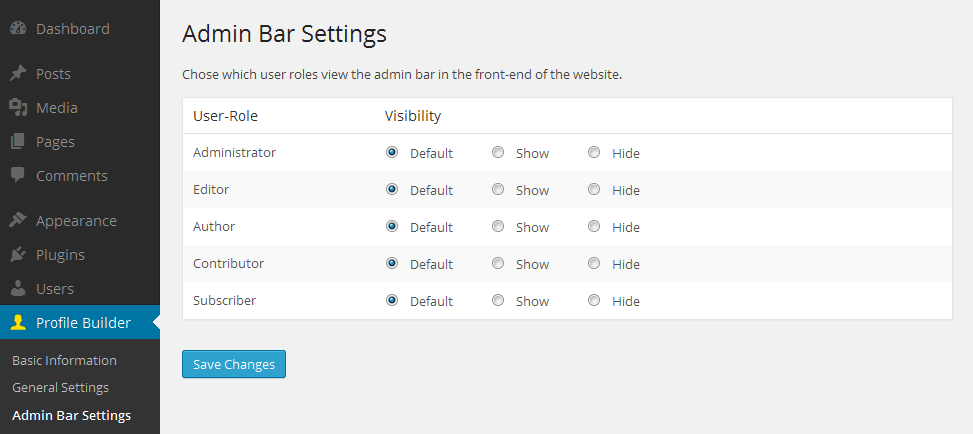 Dashboard
Posts
Media
Pages
Comments
Appearance
Plugins
Users
Profile Builder
Basic Information
General Settings
Admin Bar Settings
Admin Bar Settings
Chose which user roles view the admin bar in the front-end of the website.
User-Role Visibility
Administrator Default Show Hide
Editor Default Show Hide
Author Default Show Hide
Contributor Default Show Hide
Subscriber Default Show Hide
Save Changes